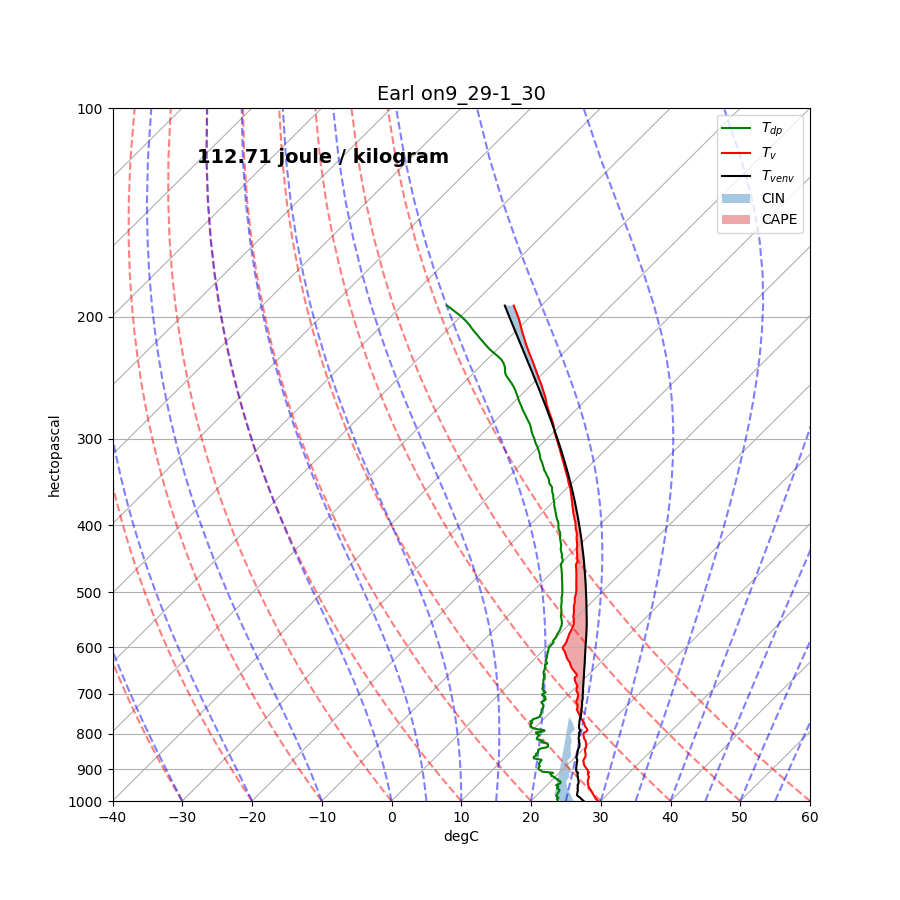 Earl on9_29-1_30
112.71 joule / kilogram
T_dp
T_v
T_venv
CIN
CAPE
hectopascal
100
200
300
400
500
600
700
800
900
1000
−40 −30 −20 −10 0 10 20 30 40 50 60
degC